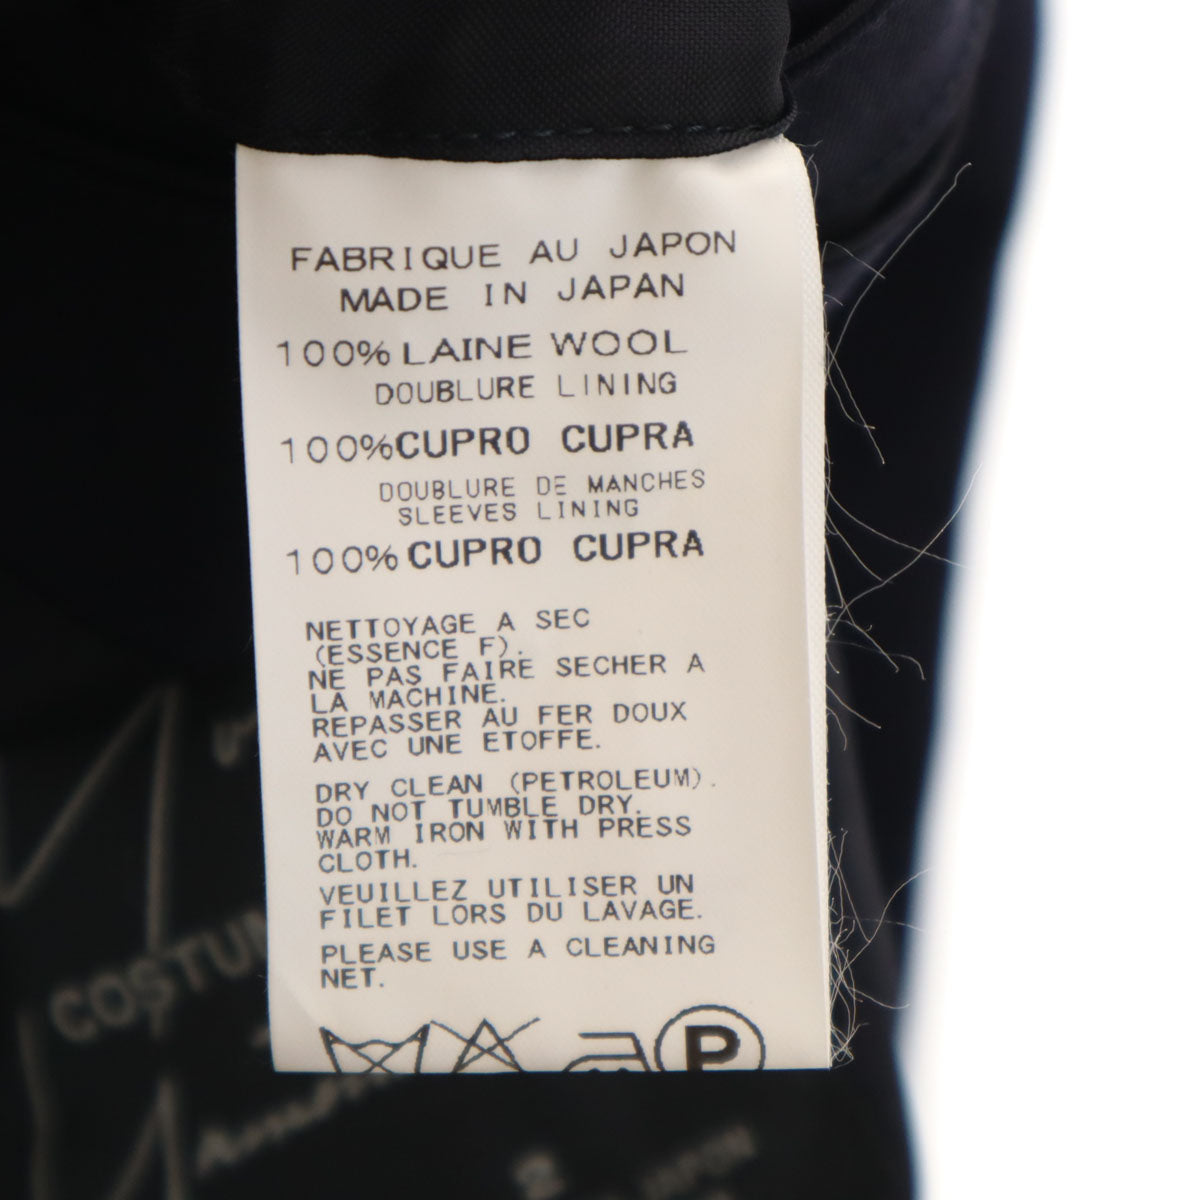 FABRIQUE AU JAPON
MADE IN JAPAN
100% LAINE WOOL
DOUBLURE LINING
100% CUPRO CUPRA
DOUBLURE DE MANCHES
SLEEVES LINING
100% CUPRO CUPRA
NETTOYAGE A SEC
(ESSENCE F).
NE PAS FAIRE SECHER A
LA MACHINE.
REPASSER AU FER DOUX
AVEC UNE ETOFFE.
DRY CLEAN (PETROLEUM).
DO NOT TUMBLE DRY.
WARM IRON WITH PRESS
CLOTH.
VEUILLEZ UTILISER UN
FILET LORS DU LAVAGE.
PLEASE USE A CLEANING
NET.
P
COSTUM
JAPON